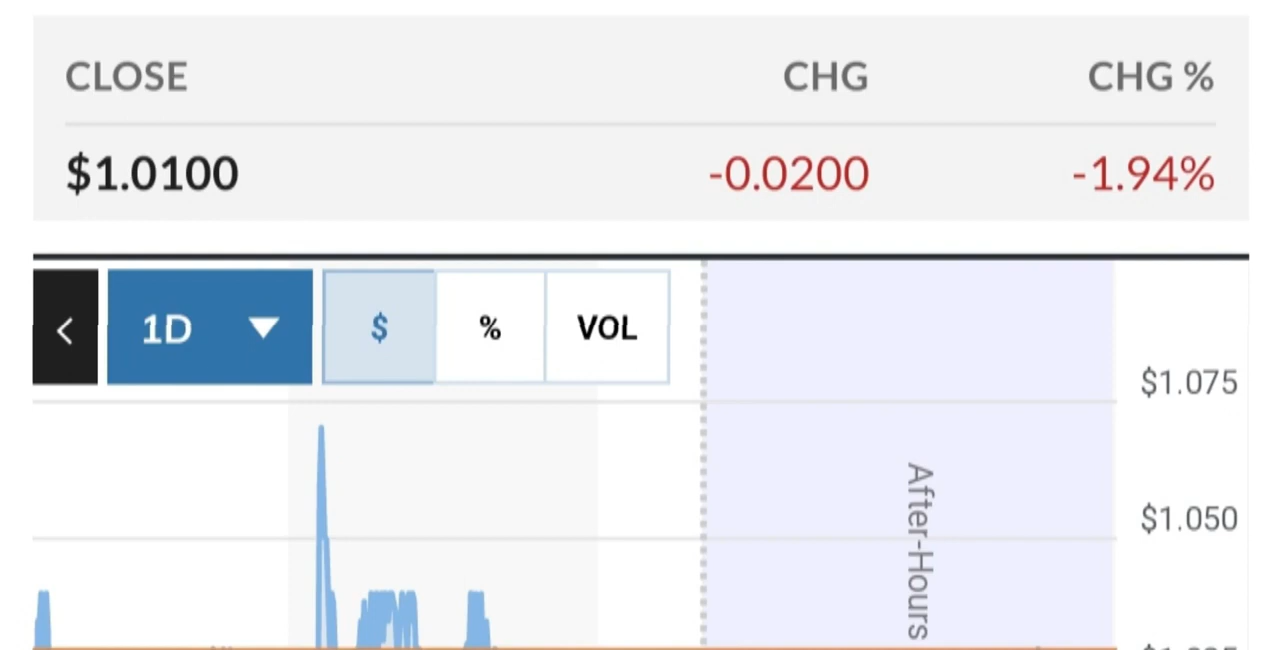 CLOSE CHG CHG %
$1.0100 -0.0200 -1.94%
1D $ % VOL
$1.075
$1.050
After-Hours